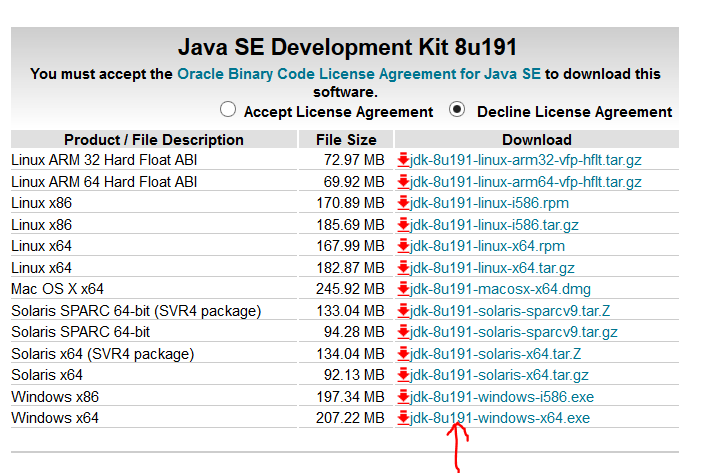 Java SE Development Kit 8u191
You must accept the Oracle Binary Code License Agreement for Java SE to download this
software.
Accept License Agreement Decline License Agreement
Product / File Description File Size Download
Linux ARM 32 Hard Float ABI 72.97 MB jdk-8u191-linux-arm32-vfp-hflt.tar.gz
Linux ARM 64 Hard Float ABI 69.92 MB jdk-8u191-linux-arm64-vfp-hflt.tar.gz
Linux x86 170.89 MB jdk-8u191-linux-i586.rpm
Linux x86 185.69 MB jdk-8u191-linux-i586.tar.gz
Linux x64 167.99 MB jdk-8u191-linux-x64.rpm
Linux x64 182.87 MB jdk-8u191-linux-x64.tar.gz
Mac OS X x64 245.92 MB jdk-8u191-macosx-x64.dmg
Solaris SPARC 64-bit (SVR4 package) 133.04 MB jdk-8u191-solaris-sparcv9.tar.Z
Solaris SPARC 64-bit 94.28 MB jdk-8u191-solaris-sparcv9.tar.gz
Solaris x64 (SVR4 package) 134.04 MB jdk-8u191-solaris-x64.tar.Z
Solaris x64 92.13 MB jdk-8u191-solaris-x64.tar.gz
Windows x86 197.34 MB jdk-8u191-windows-i586.exe
Windows x64 207.22 MB jdk-8u191-windows-x64.exe